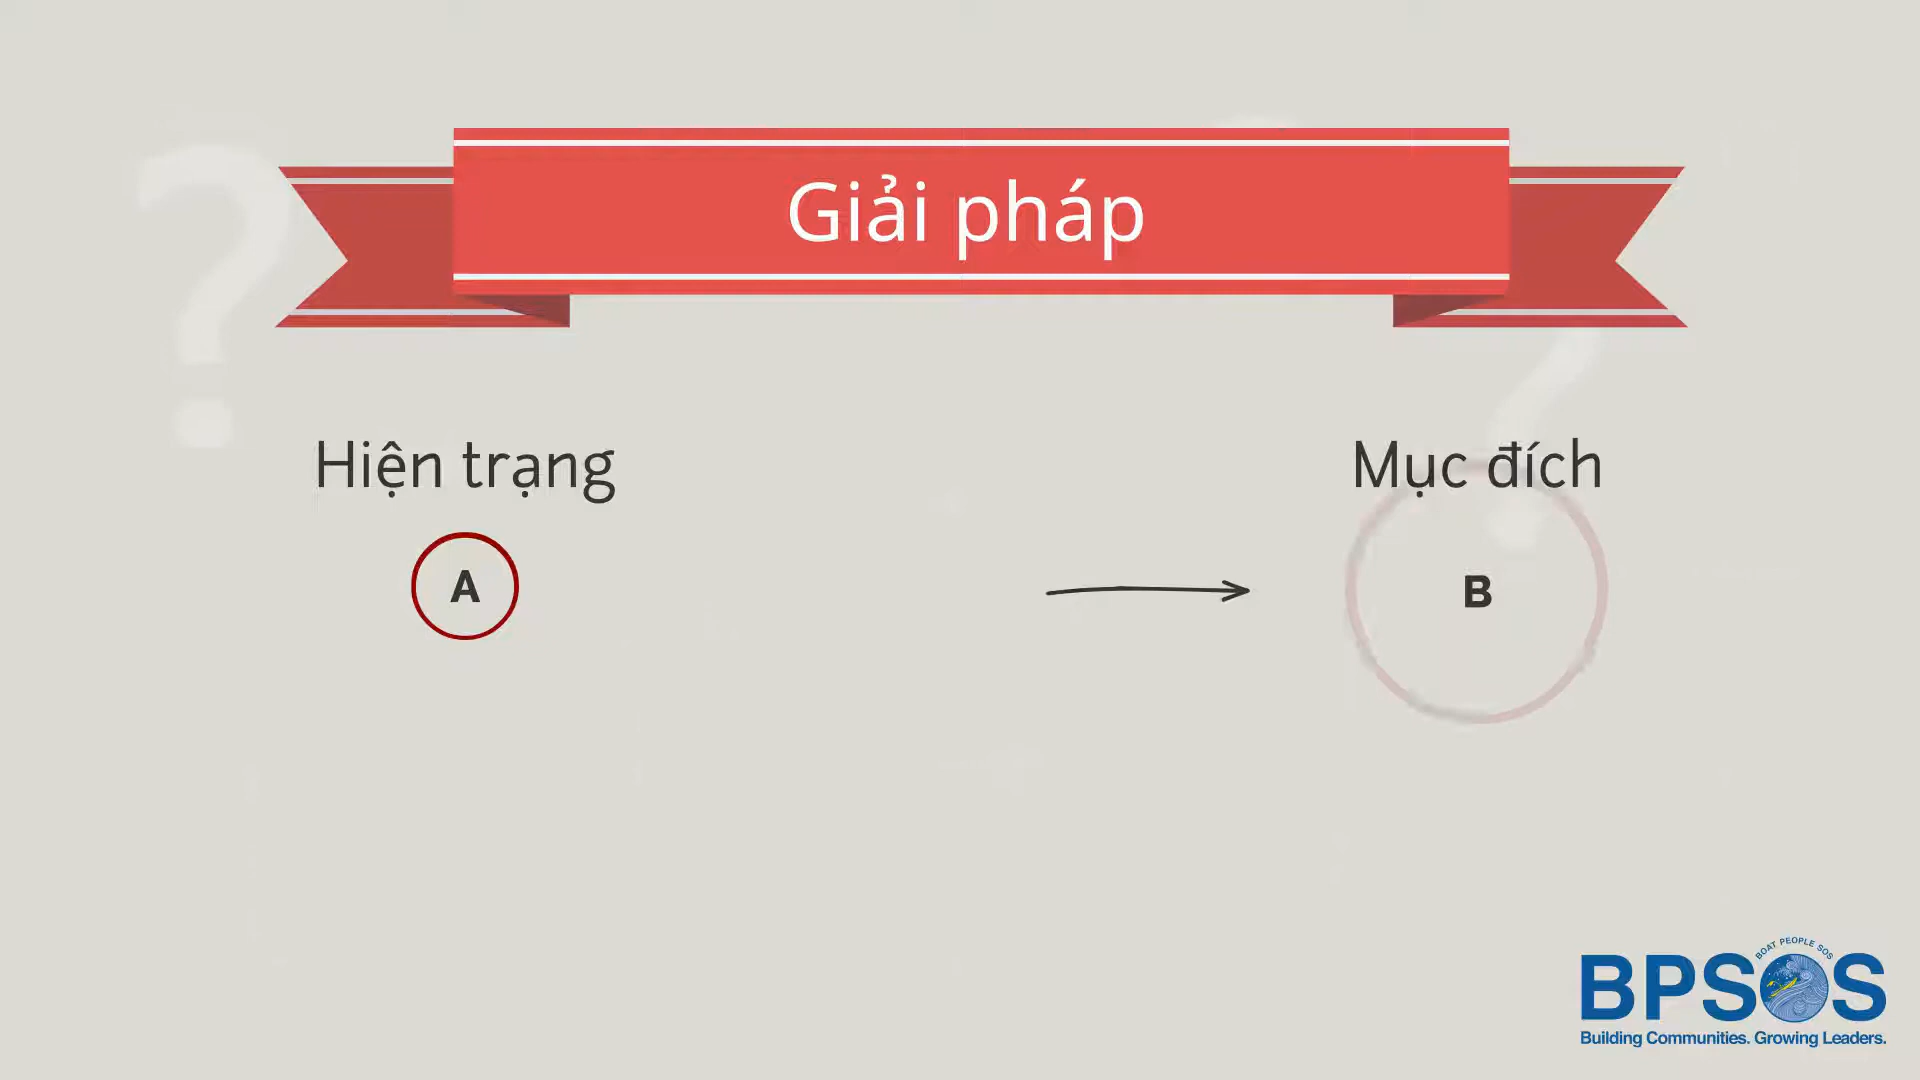 Giải pháp
Hiện trạng
Mục đích
A
B
BOAT PEOPLE SOS
BPSOS
Building Communities. Growing Leaders.